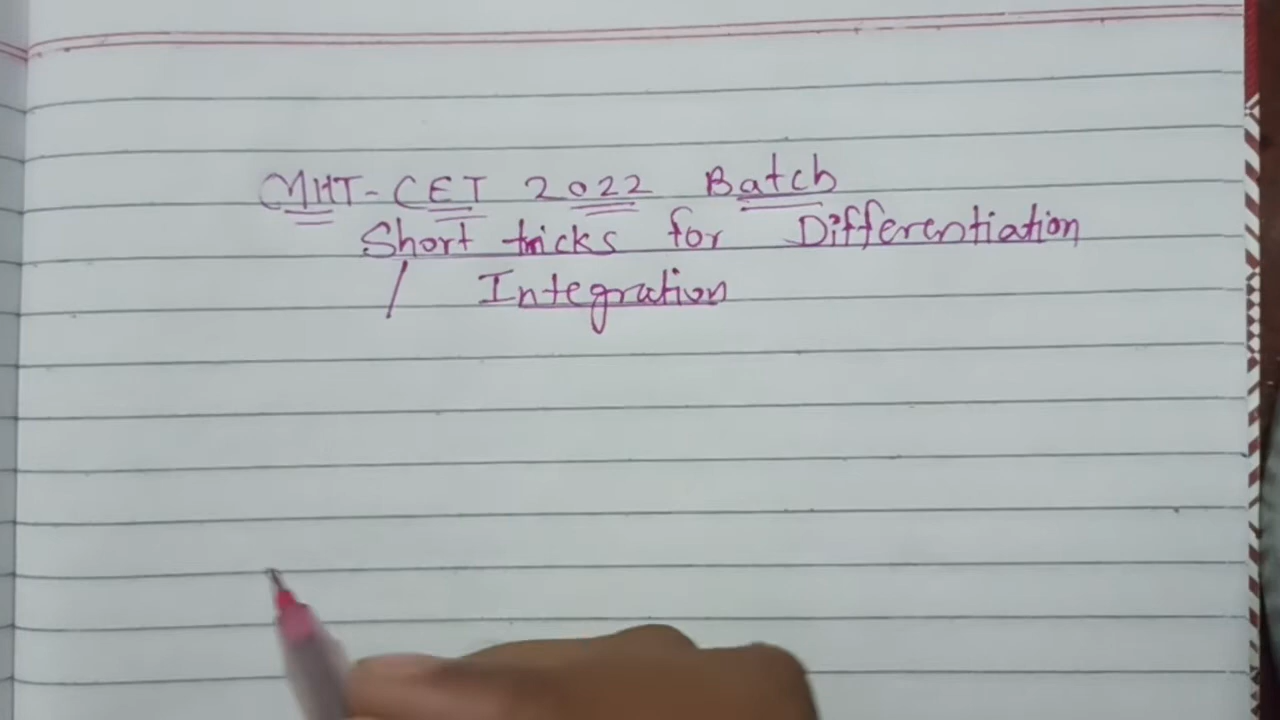 MHT-CET 2022 Batch
Short tricks for Differentiation
/ Integration